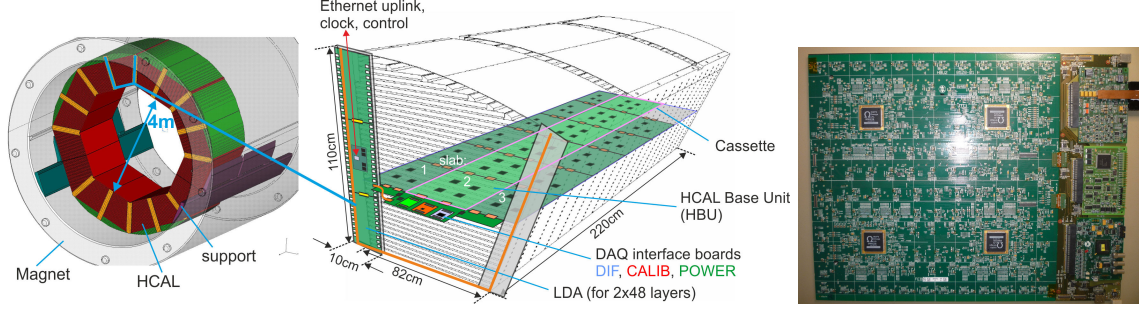 4m
Magnet
HCAL
support
Ethernet uplink,
clock, control
110cm
10cm
82cm
220cm
slab:
1
2
3
Cassette
HCAL Base Unit
(HBU)
DAQ interface boards
DIF, CALIB, POWER
LDA (for 2x48 layers)